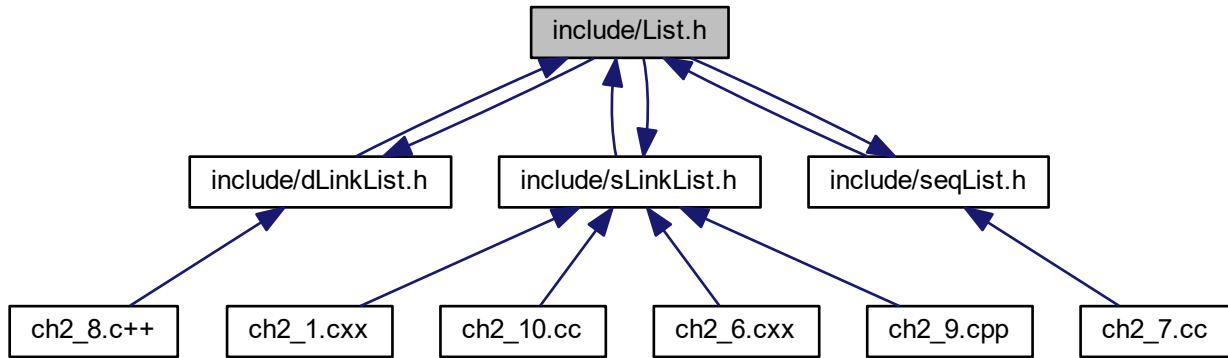 include/List.h
include/dLinkList.h
include/sLinkList.h
include/seqList.h
ch2_8.c++
ch2_1.cxx
ch2_10.cc
ch2_6.cxx
ch2_9.cpp
ch2_7.cc